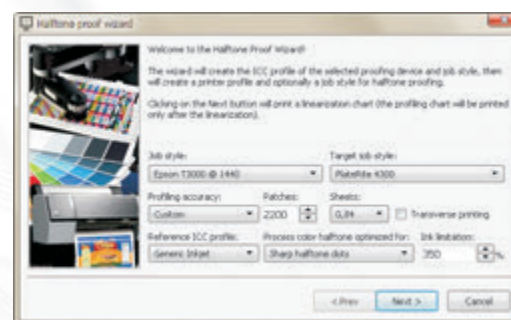 Halftone proof wizard
Welcome to the Halftone Proof Wizard!
The wizard will create the ICC profile of the selected proofing device and job style, then
will create a printer profile and optionally a job style for halftone proofing.
Clicking on the Next button will print a linearization chart (the profiling chart will be printed
only after the linearization).
Job style: Target job style:
Epson T3000 @ 1440 PlateRite 4300
Profiling accuracy: Patches: Sheets:
Custom 2200 0,84 Transverse printing
Reference ICC profile: Process color halftone optimized for: Ink limitation:
Generic Inkjet Sharp halftone dots 350 %
< Prev Next > Cancel